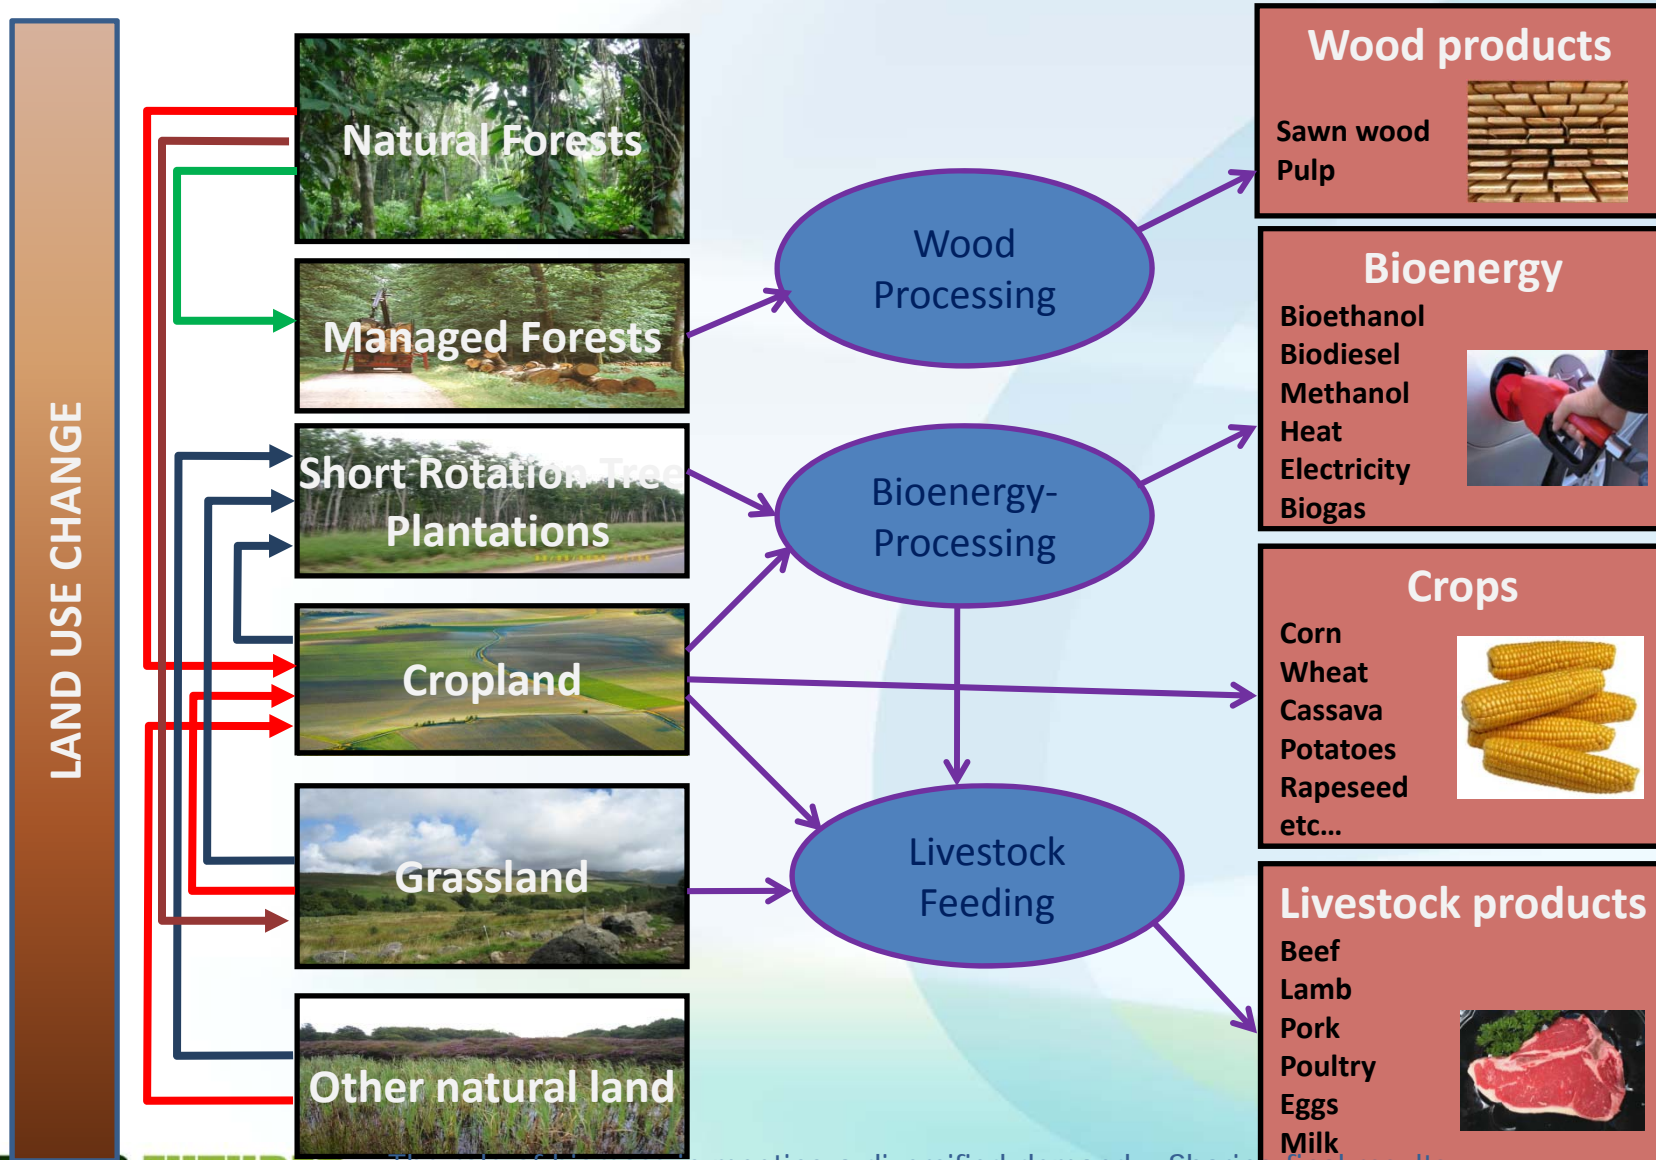 LAND USE CHANGE
Natural Forests
Managed Forests
Short Rotation Tree
Plantations
Cropland
Grassland
Other natural land
Wood
Processing
Bioenergy-
Processing
Livestock
Feeding
Wood products
Sawn wood
Pulp
Bioenergy
Bioethanol
Biodiesel
Methanol
Heat
Electricity
Biogas
Crops
Corn
Wheat
Cassava
Potatoes
Rapeseed
etc...
Livestock products
Beef
Lamb
Pork
Poultry
Eggs
Milk